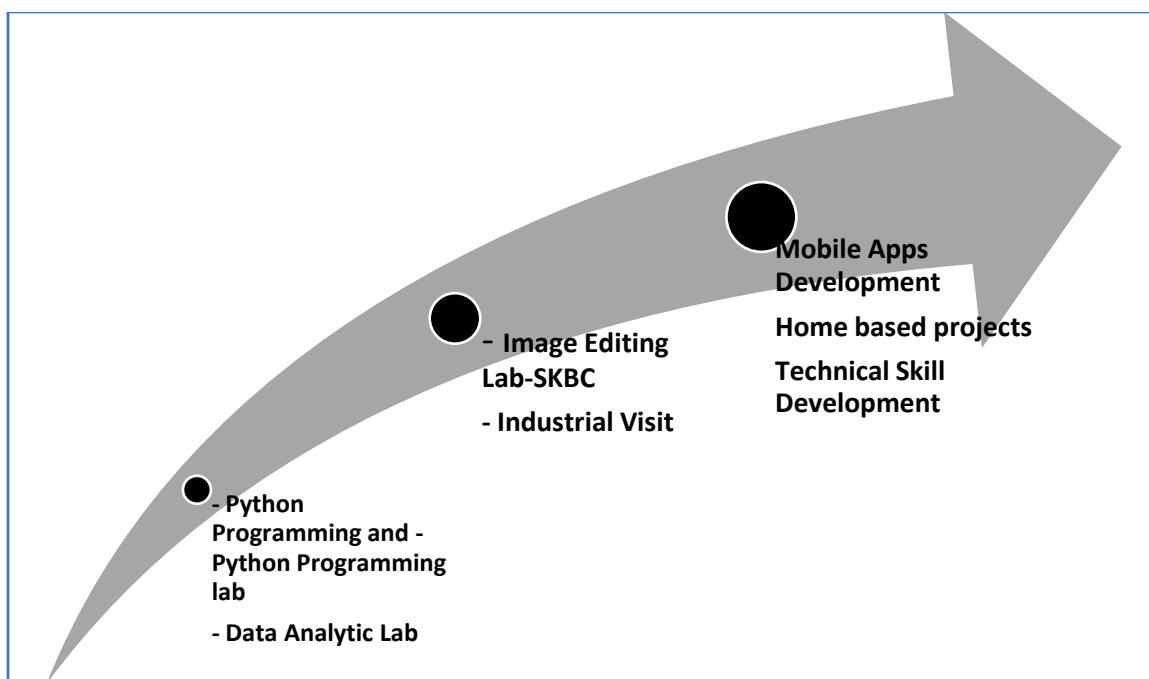 - Python
Programming and -
Python Programming
lab
- Data Analytic Lab
- Image Editing
Lab-SKBC
- Industrial Visit
Mobile Apps
Development
Home based projects
Technical Skill
Development